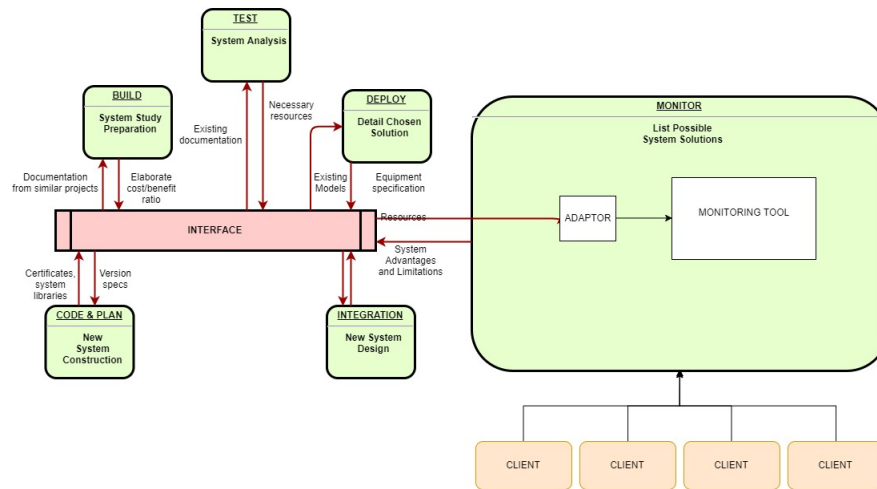 TEST
System Analysis
BUILD
System Study
Preparation
Existing
documentation
Necessary
resources
DEPLOY
Detail Chosen
Solution
MONITOR
List Possible
System Solutions
Documentation
from similar projects
Elaborate
cost/benefit
ratio
Existing
Models
Equipment
specification
INTERFACE
Resources
ADAPTOR
MONITORING TOOL
System
Advantages
and Limitations
Certificates,
system
libraries
Version
specs
CODE & PLAN
New
System
Construction
INTEGRATION
New System
Design
CLIENT
CLIENT
CLIENT
CLIENT